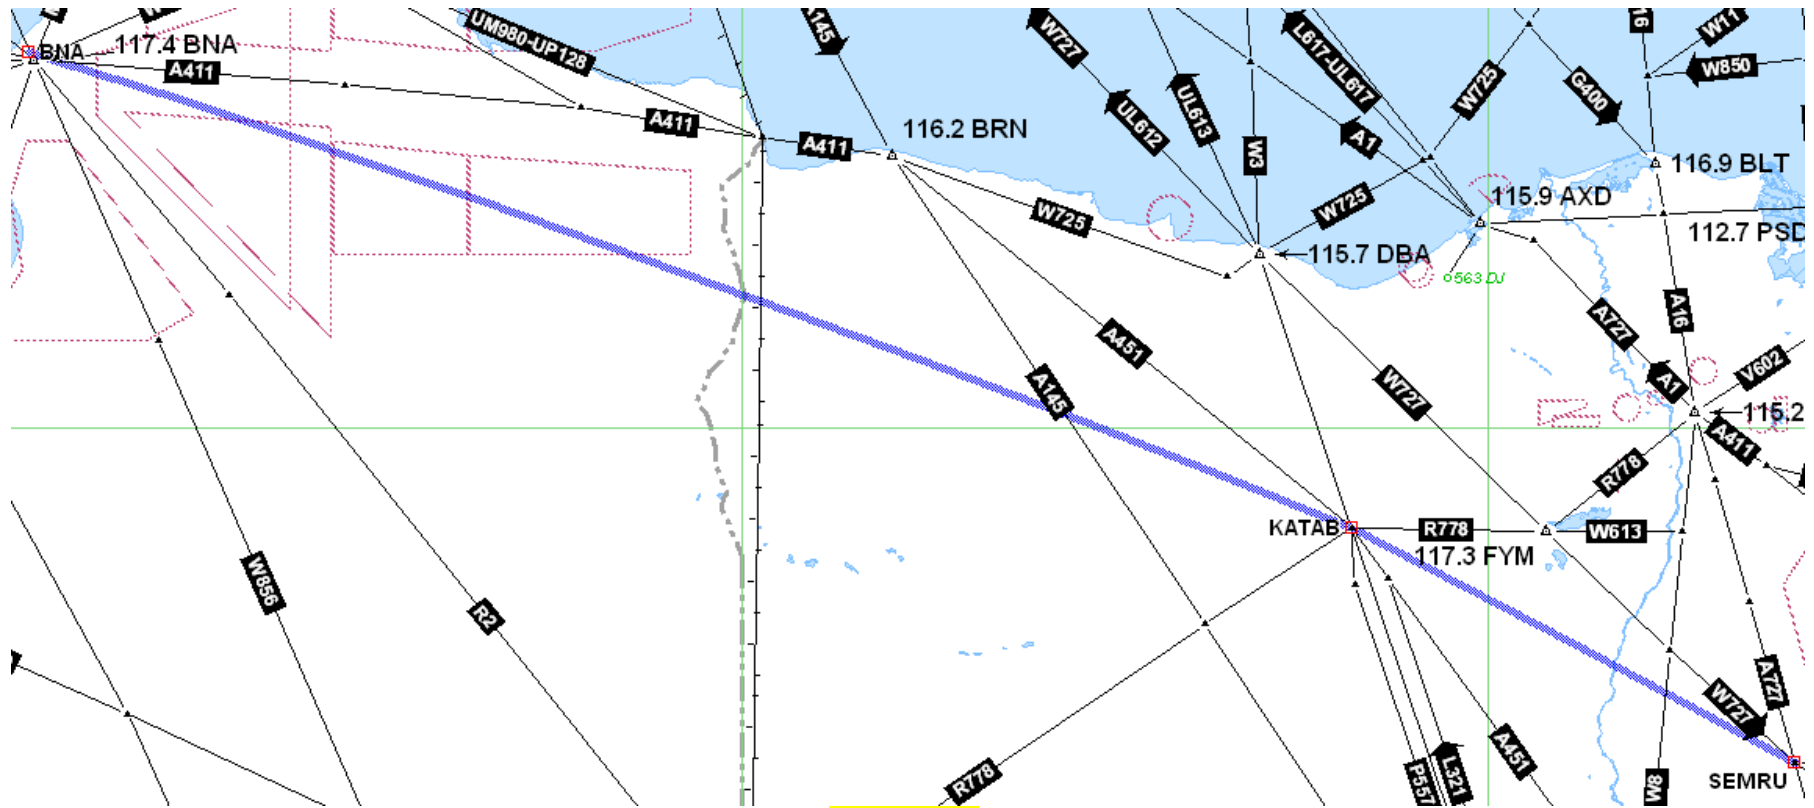 117.4 BNA
BNA
A411
UM980-UP128
A145
W727
L617-UL617
W725
G400
16
W11
W850
A411
A411
116.2 BRN
UL612
UL613
W3
A1
116.9 BLT
115.9 AXD
W725
W725
112.7 PSD
115.7 DBA
563 DJ
A16
A727
A451
V602
A145
W727
A1
115.2
A411
R778
KATAB
R778
W613
117.3 FYM
W856
R2
A727
W727
A451
R778
P557
L321
W8
SEMRU